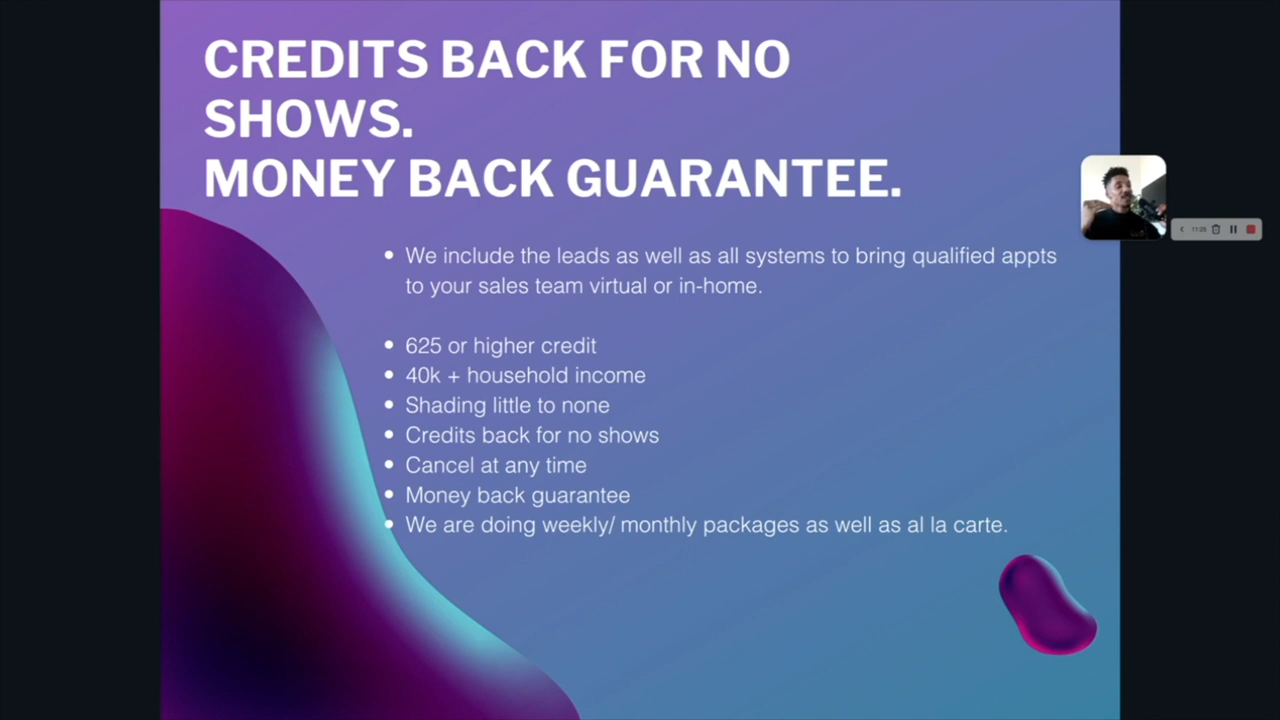 CREDITS BACK FOR NO
SHOWS.
MONEY BACK GUARANTEE.
We include the leads as well as all systems to bring qualified appts
to your sales team virtual or in-home.
625 or higher credit
40k + household income
Shading little to none
Credits back for no shows
Cancel at any time
Money back guarantee
We are doing weekly/ monthly packages as well as al la carte.